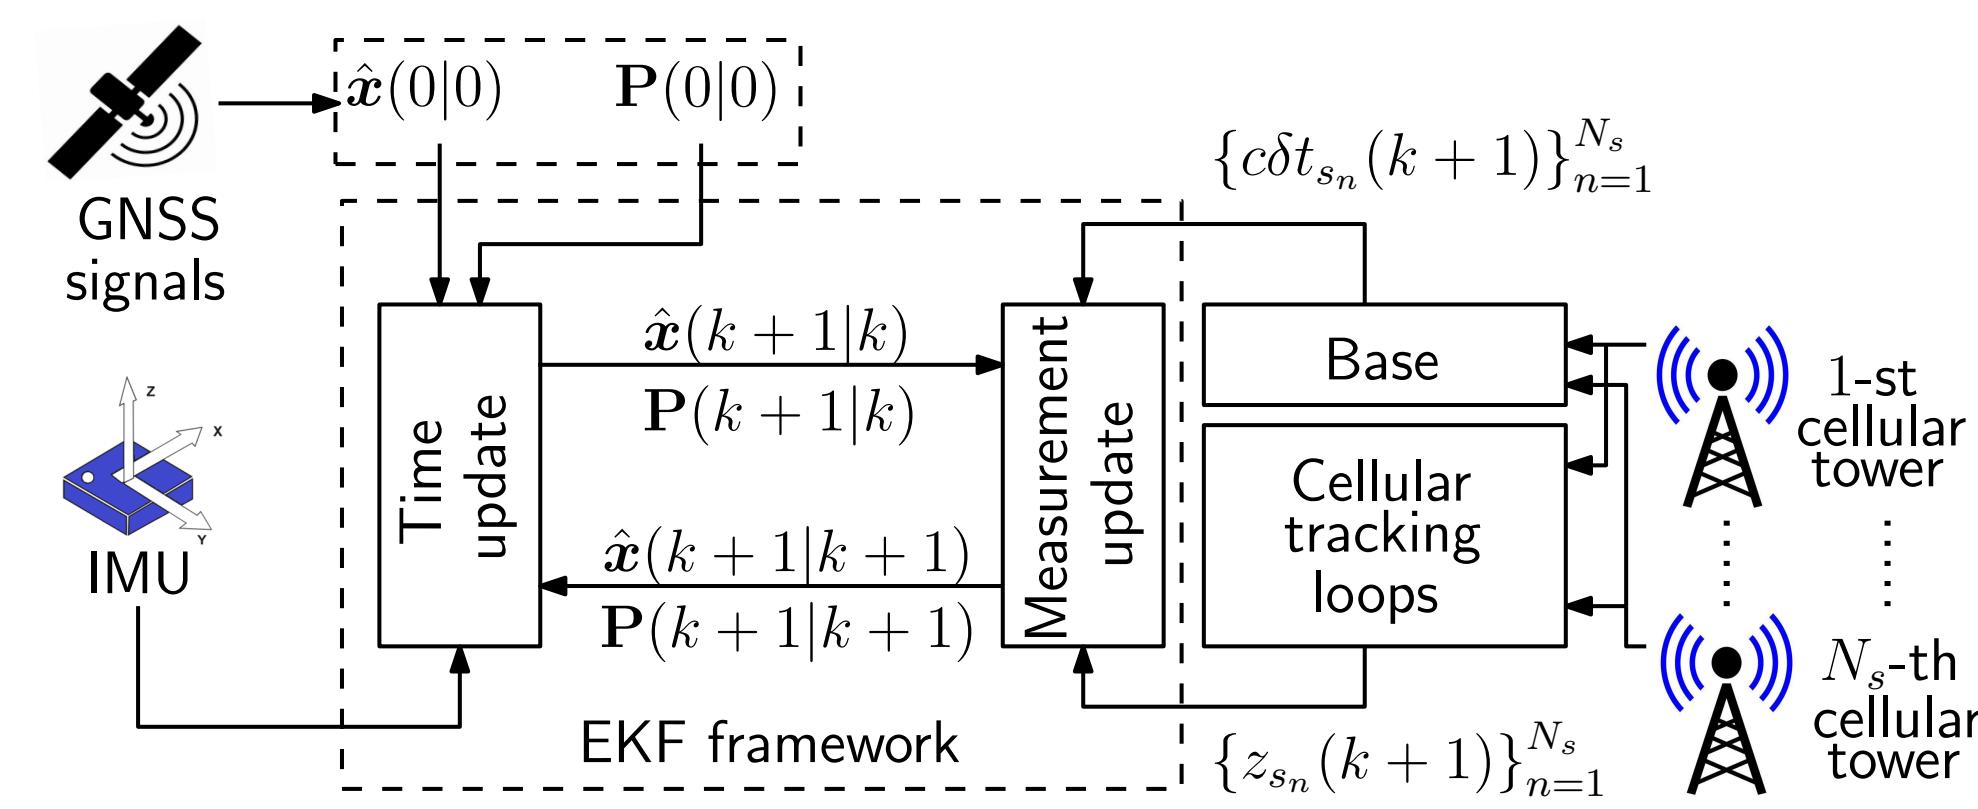 x̂(0|0) P(0|0)
GNSS
signals
{cδt_{s_n}(k + 1)}_{n=1}^{N_s}
x̂(k + 1|k)
P(k + 1|k)
Time
update
Measurement
update
Base
1-st
cellular
tower
Cellular
tracking
loops
Z
X
Y
IMU
x̂(k + 1|k + 1)
P(k + 1|k + 1)
N_s-th
cellular
tower
EKF framework
{z_{s_n}(k + 1)}_{n=1}^{N_s}